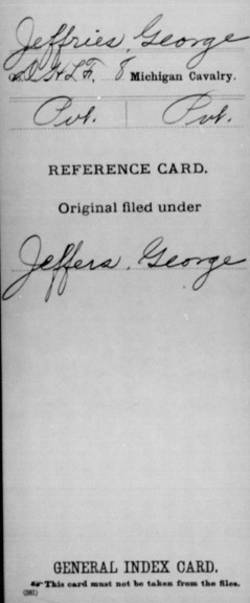 Jeffries, George
Co. H & F, 8 Michigan Cavalry.
Pvt. Pvt.
REFERENCE CARD.
Original filed under
Jeffers, George
GENERAL INDEX CARD.
☞This card must not be taken from the files.